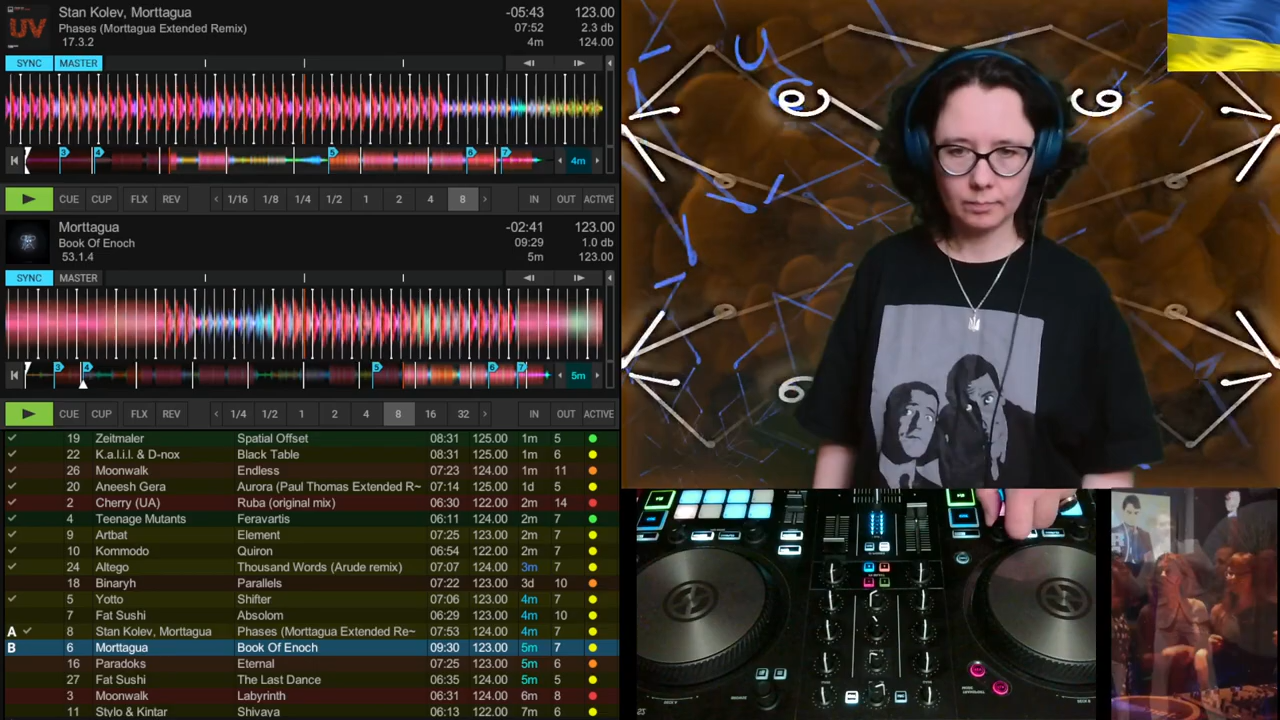 UV
Stan Kolev, Morttagua -05:43 123.00
Phases (Morttagua Extended Remix) 07:52 2.3 db
17.3.2 4m 124.00
SYNC MASTER
3 4 5 6 7 4m
CUE CUP FLX REV 1/16 1/8 1/4 1/2 1 2 4 8 IN OUT ACTIVE
Morttagua -02:41 123.00
Book Of Enoch 09:29 1.0 db
53.1.4 5m 123.00
SYNC MASTER
3 4 5 6 7 5m
CUE CUP FLX REV 1/4 1/2 1 2 4 8 16 32 IN OUT ACTIVE
19 Zeitmaler Spatial Offset 08:31 125.00 1m 5
22 K.a.l.i.l. & D-nox Black Table 08:31 125.00 1m 6
26 Moonwalk Endless 07:23 124.00 1m 11
20 Aneesh Gera Aurora (Paul Thomas Extended R~ 07:14 125.00 1d 5
2 Cherry (UA) Ruba (original mix) 06:30 122.00 2m 14
4 Teenage Mutants Feravartis 06:11 124.00 2m 7
9 Artbat Element 07:25 123.00 2m 7
10 Kommodo Quiron 06:54 122.00 2m 7
24 Altego Thousand Words (Arude remix) 07:07 124.00 3m 7
18 Binaryh Parallels 07:22 123.00 3d 10
5 Yotto Shifter 07:06 123.00 4m 7
7 Fat Sushi Absolom 06:29 123.00 4m 10
A 8 Stan Kolev, Morttagua Phases (Morttagua Extended Re~ 07:53 124.00 4m 7
B 6 Morttagua Book Of Enoch 09:30 123.00 5m 7
16 Paradoks Eternal 07:25 123.00 5m 6
27 Fat Sushi The Last Dance 06:35 124.00 5m 5
3 Moonwalk Labyrinth 06:31 123.00 6m 8
11 Stylo & Kintar Shivaya 06:13 122.00 7m 6